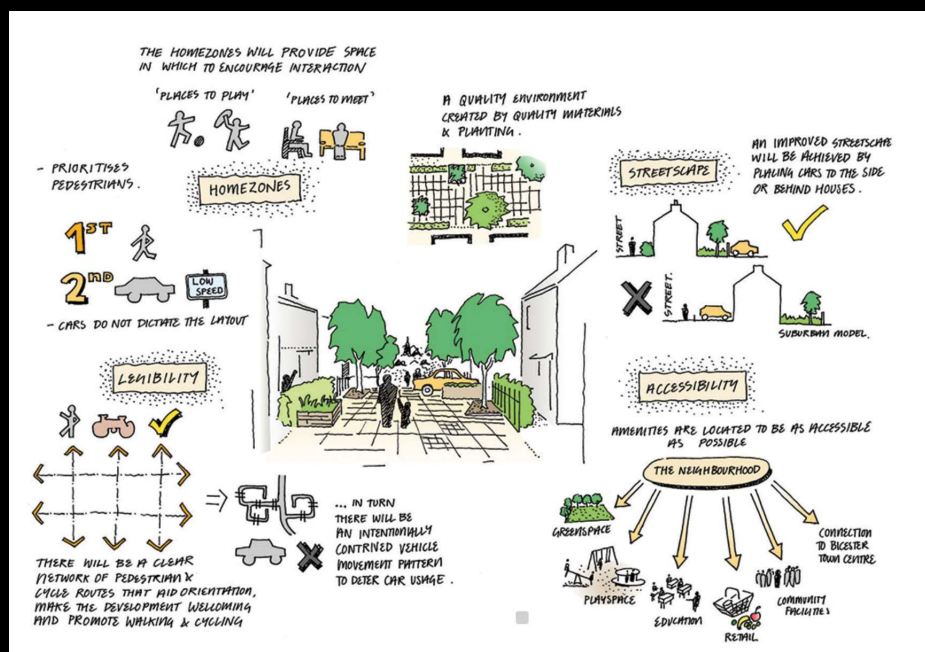 THE HOMEZONES WILL PROVIDE SPACE
IN WHICH TO ENCOURAGE INTERACTION
'PLACES TO PLAY'
'PLACES TO MEET'
- PRIORITISES
PEDESTRIANS.
HOMEZONES
1ST
2ND
LOW
SPEED
- CARS DO NOT DICTATE THE LAYOUT
A QUALITY ENVIRONMENT
CREATED BY QUALITY MATERIALS
& PLANTING.
STREETSCAPE
AN IMPROVED STREETSCAPE
WILL BE ACHIEVED BY
PLACING CARS TO THE SIDE
OR BEHIND HOUSES.
STREET
STREET.
SUBURBAN MODEL.
LEGIBILITY
THERE WILL BE A CLEAR
NETWORK OF PEDESTRIAN &
CYCLE ROUTES THAT AID ORIENTATION,
MAKE THE DEVELOPMENT WELCOMING
AND PROMOTE WALKING & CYCLING
... IN TURN
THERE WILL BE
AN INTENTIONALLY
CONTRIVED VEHICLE
MOVEMENT PATTERN
TO DETER CAR USAGE.
ACCESSIBILITY
AMENITIES ARE LOCATED TO BE AS ACCESSIBLE
AS POSSIBLE
THE NEIGHBOURHOOD
GREENSPACE
PLAYSPACE
EDUCATION
RETAIL
COMMUNITY
FACILITIES
CONNECTION
TO BICESTER
TOWN CENTRE